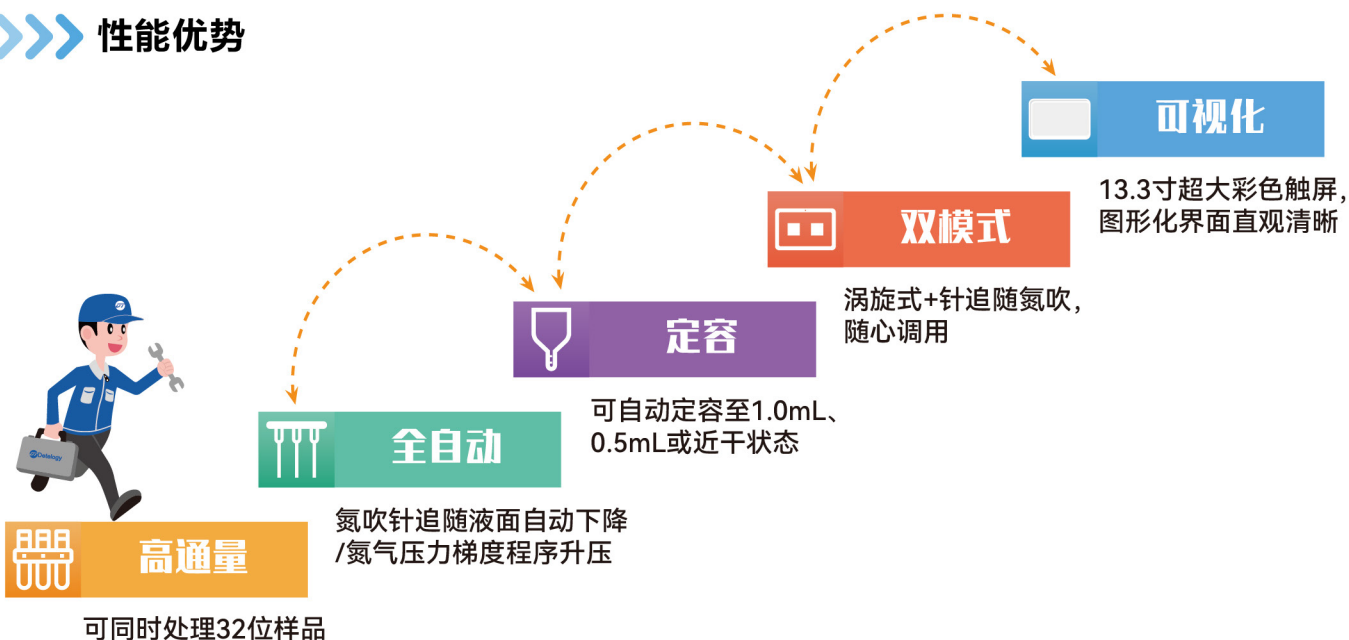 性能优势
可视化
13.3寸超大彩色触屏，
图形化界面直观清晰
双模式
涡旋式+针追随氮吹，
随心调用
定容
可自动定容至1.0mL、
0.5mL或近干状态
全自动
氮吹针追随液面自动下降
/氮气压力梯度程序升压
高通量
可同时处理32位样品